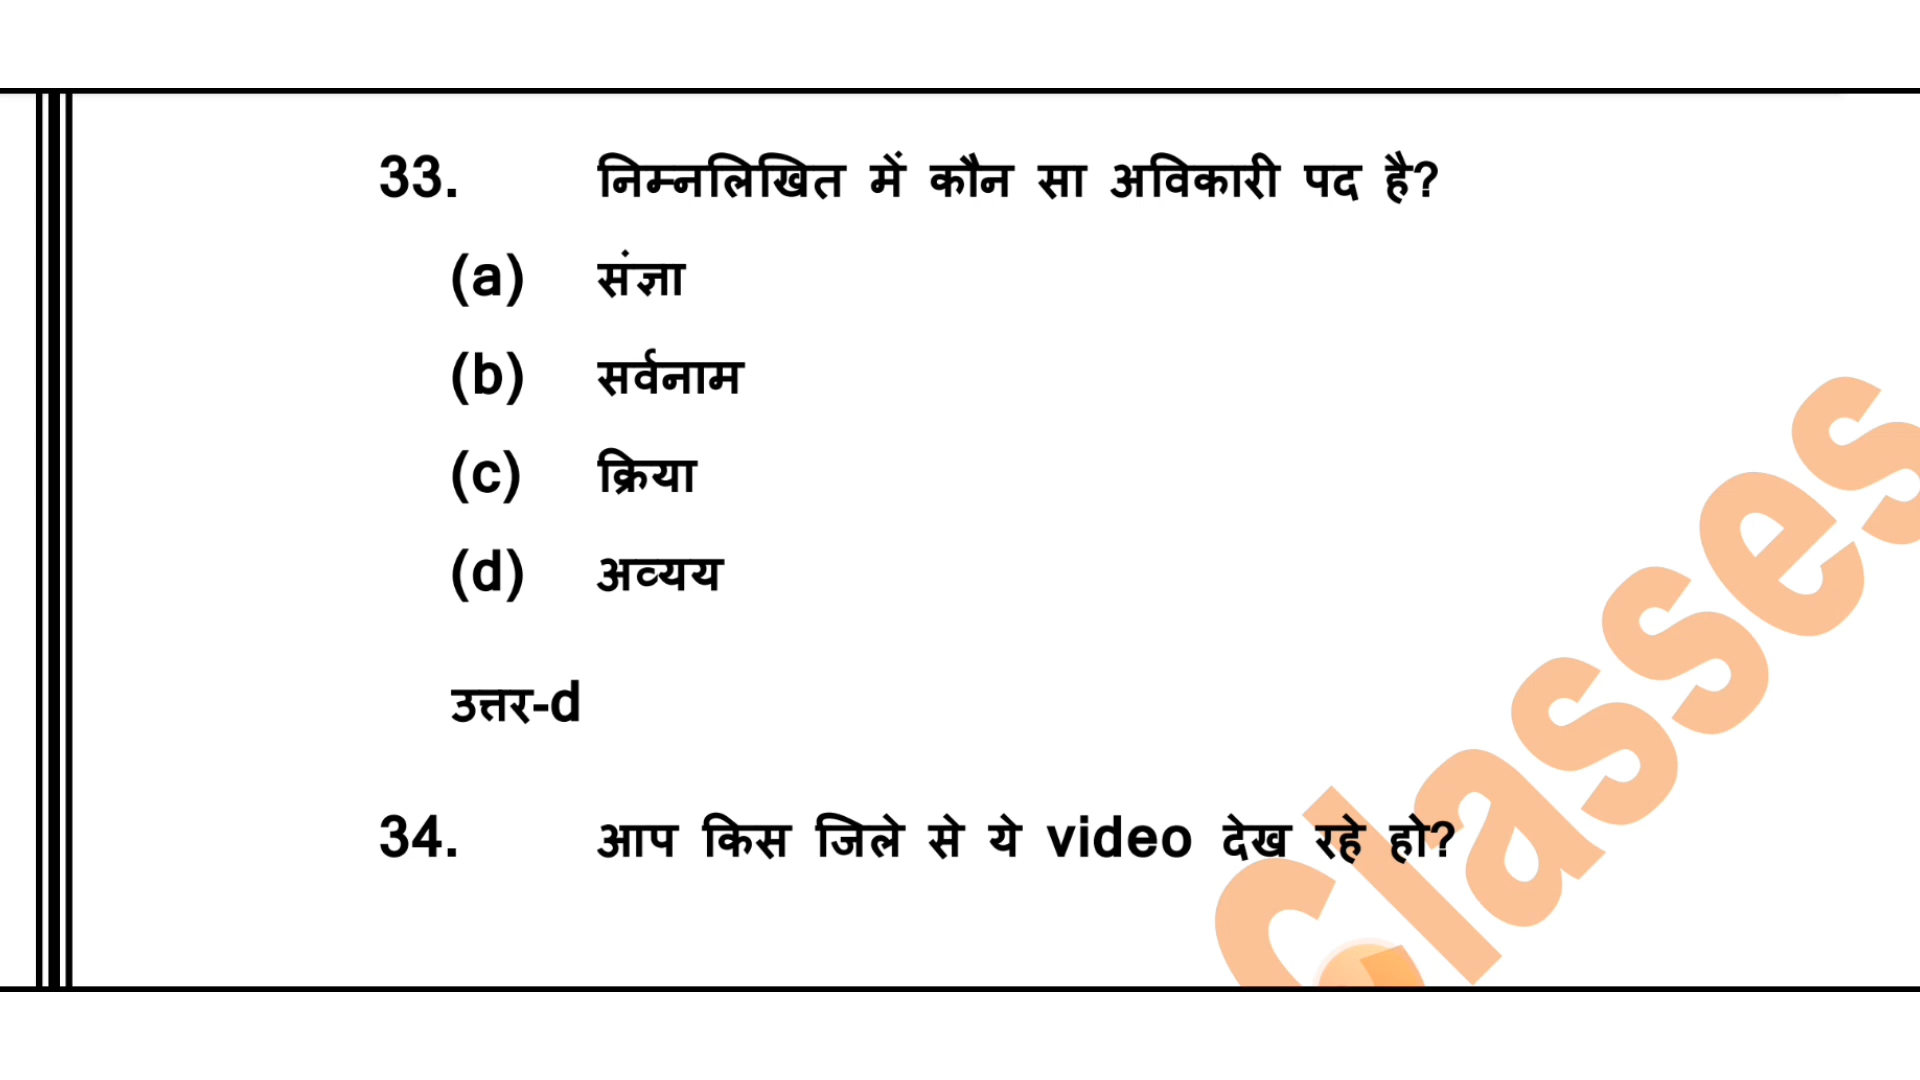 33. निम्नलिखित में कौन सा अविकारी पद है?
(a) संज्ञा
(b) सर्वनाम
(c) क्रिया
(d) अव्यय
उत्तर-d
34. आप किस जिले से ये video देख रहे हो?
Classes